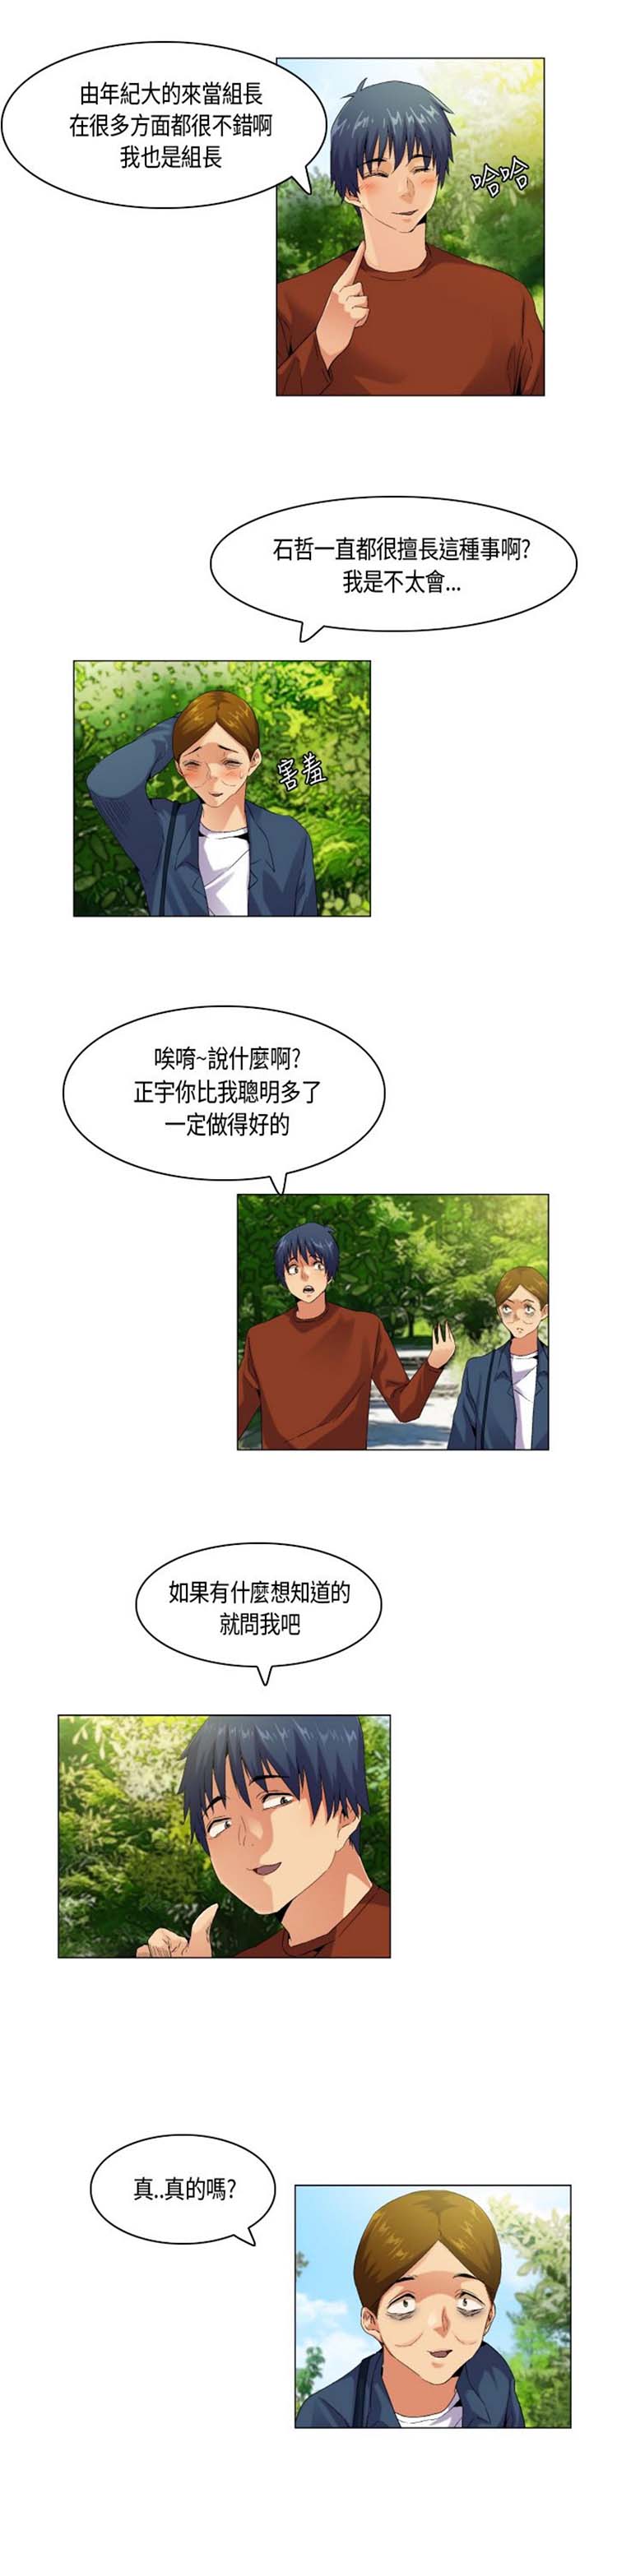 由年紀大的來當組長
在很多方面都很不錯啊
我也是組長
哈哈
石哲一直都很擅長這種事啊?
我是不太會...
害羞
唉唷~說什麼啊?
正宇你比我聰明多了
一定做得好的
如果有什麼想知道的
就問我吧
真..真的嗎?